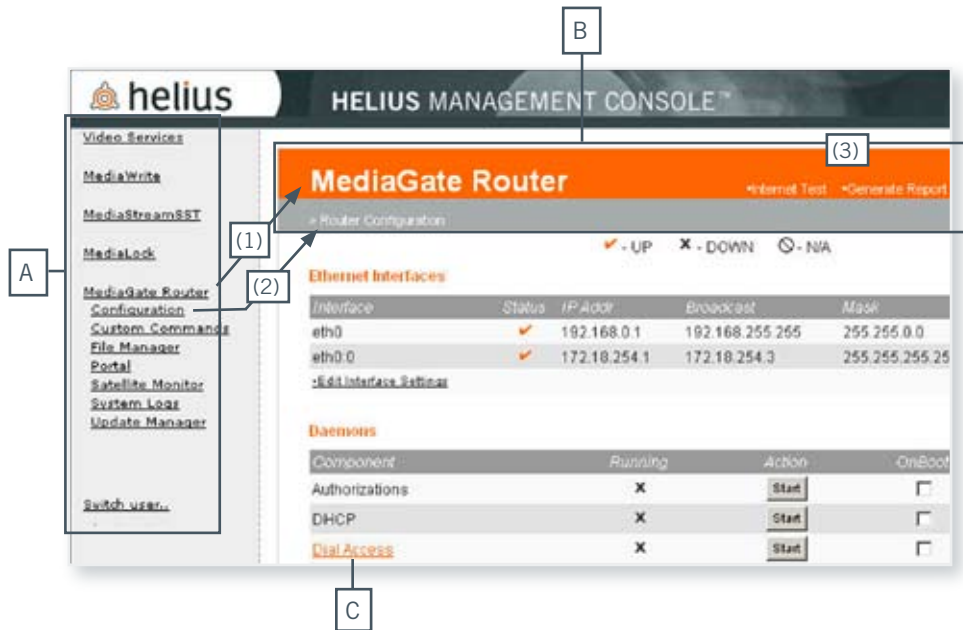 B
helius
HELIUS MANAGEMENT CONSOLE™
Video Services
MediaWrite
MediaStreamSST
MediaLock
MediaGate Router
Configuration
Custom Commands
File Manager
Portal
Satellite Monitor
System Logs
Update Manager
Switch user..
A
(1)
(2)
(3)
MediaGate Router
•Internet Test •Generate Report
» Router Configuration
✔ - UP ✕ - DOWN ⃠ - N/A
Ethernet Interfaces
Interface Status IP Addr Broadcast Mask
eth0 ✔ 192.168.0.1 192.168.255.255 255.255.0.0
eth0:0 ✔ 172.18.254.1 172.18.254.3 255.255.255.25
•Edit Interface Settings
Daemons
Component Running Action OnBoot
Authorizations X Start
DHCP X Start
Dial Access X Start
C